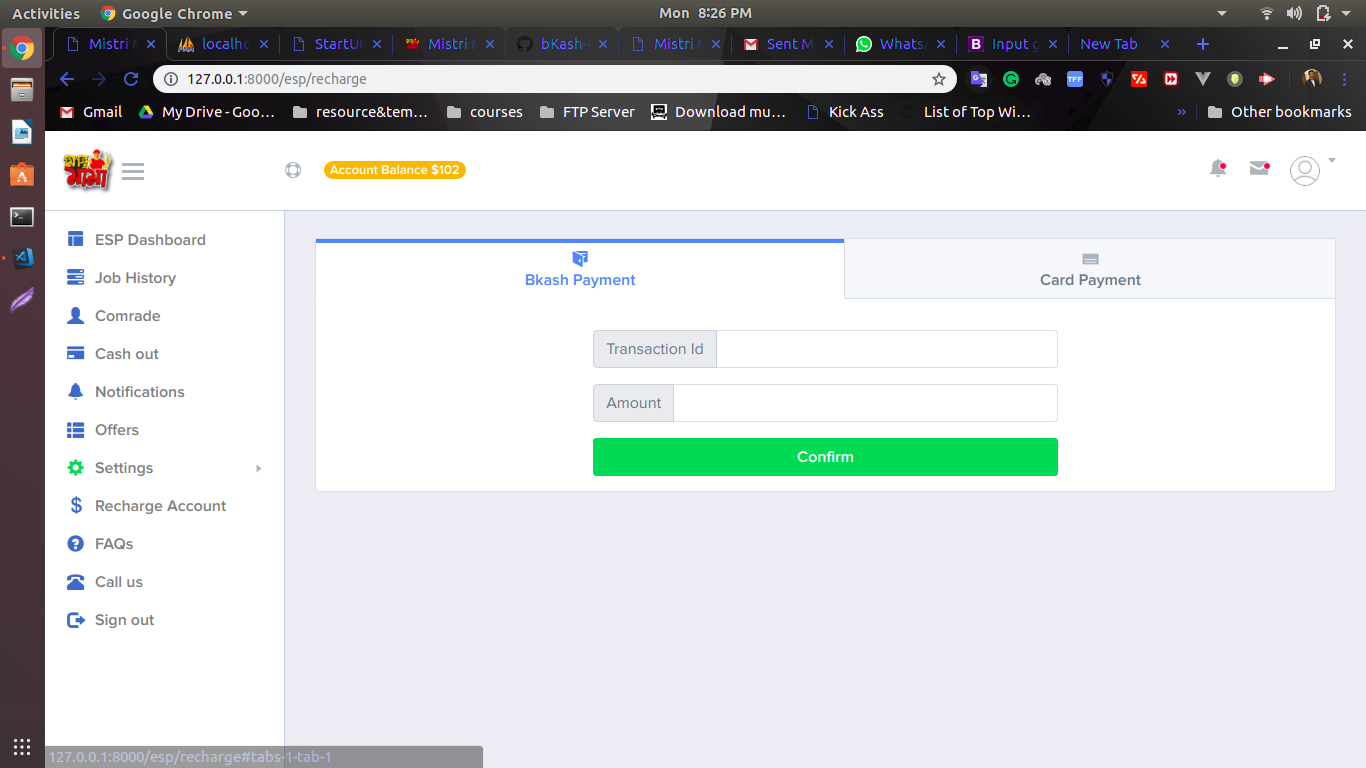 Activities Google Chrome Mon 8:26 PM
Mistri localho StartU Mistri bKash- Mistri Sent M Whats Input g New Tab
127.0.0.1:8000/esp/recharge
Gmail My Drive - Goo... resource&tem... courses FTP Server Download mu... Kick Ass List of Top Wi... » Other bookmarks
মামা
Account Balance $102
ESP Dashboard
Job History
Comrade
Cash out
Notifications
Offers
Settings
Recharge Account
FAQs
Call us
Sign out
Bkash Payment
Card Payment
Transaction Id
Amount
Confirm
127.0.0.1:8000/esp/recharge#tabs-1-tab-1